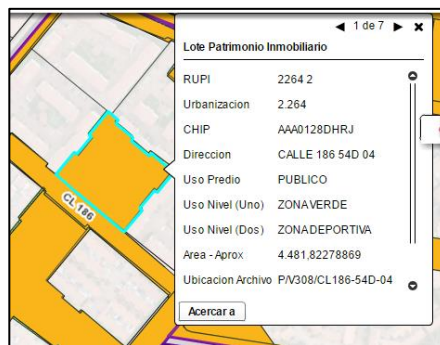 1 de 7
Lote Patrimonio Inmobiliario
RUPI 2264 2
Urbanizacion 2.264
CHIP AAA0128DHRJ
Direccion CALLE 186 54D 04
Uso Predio PUBLICO
Uso Nivel (Uno) ZONAVERDE
Uso Nivel (Dos) ZONADEPORTIVA
Area - Aprox 4.481,82278869
Ubicacion Archivo P/V308/CL186-54D-04
Acercar a
CL 186